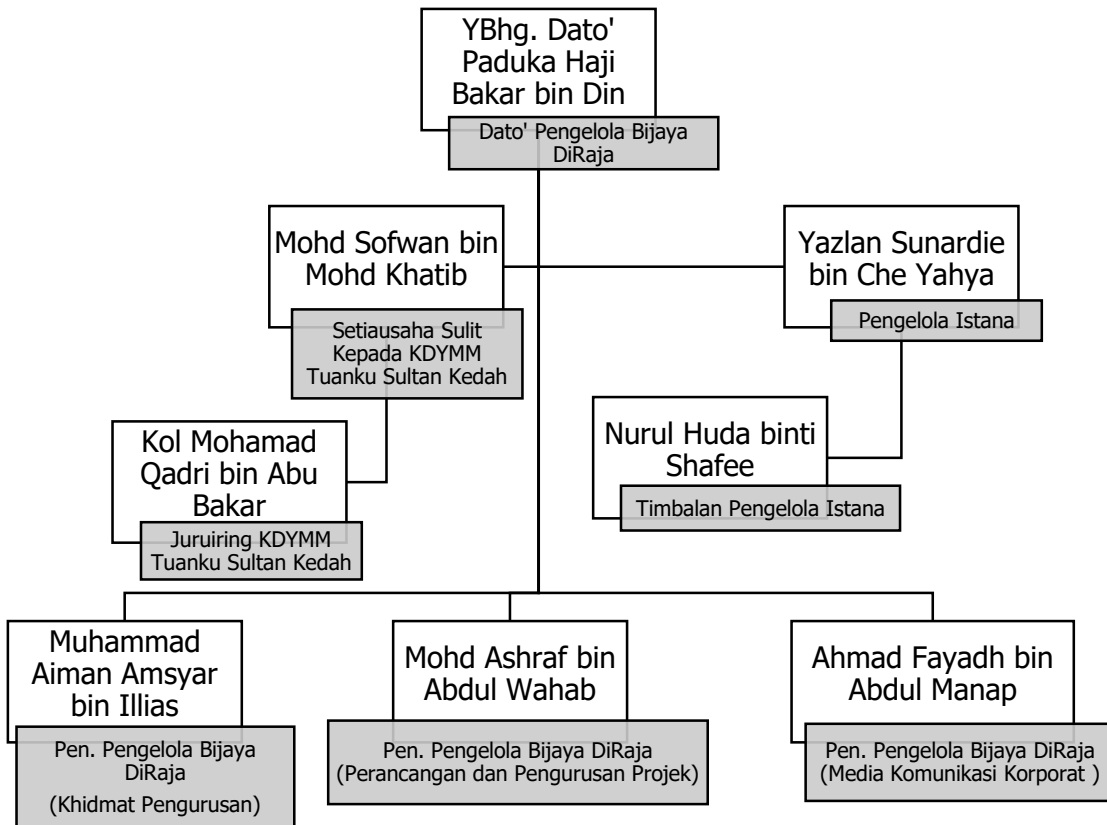 YBhg. Dato'
Paduka Haji
Bakar bin Din
Dato' Pengelola Bijaya
DiRaja
Mohd Sofwan bin
Mohd Khatib
Setiausaha Sulit
Kepada KDYMM
Tuanku Sultan Kedah
Yazlan Sunardie
bin Che Yahya
Pengelola Istana
Kol Mohamad
Qadri bin Abu
Bakar
Juruiring KDYMM
Tuanku Sultan Kedah
Nurul Huda binti
Shafee
Timbalan Pengelola Istana
Muhammad
Aiman Amsyar
bin Illias
Pen. Pengelola Bijaya
DiRaja
(Khidmat Pengurusan)
Mohd Ashraf bin
Abdul Wahab
Pen. Pengelola Bijaya DiRaja
(Perancangan dan Pengurusan Projek)
Ahmad Fayadh bin
Abdul Manap
Pen. Pengelola Bijaya DiRaja
(Media Komunikasi Korporat )